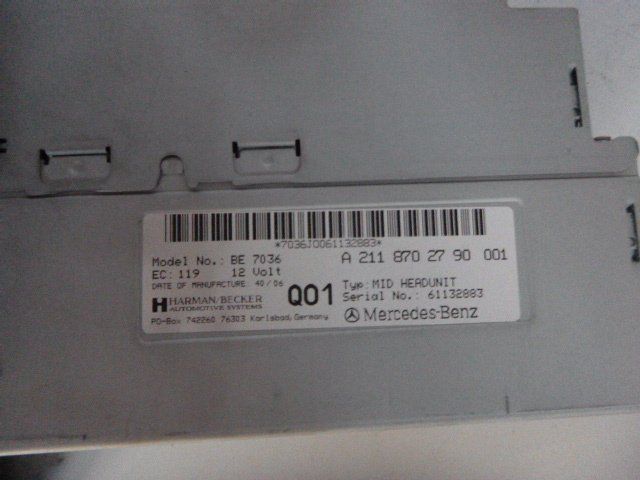 *7036J0061132883*
Model No.: BE 7036
A 211 870 27 90 001
EC: 119 12 Volt
DATE OF MANUFACTURE: 40/06
Typ: MID HEADUNIT
HARMAN/BECKER
AUTOMOTIVE SYSTEMS
Q01
Serial No.: 61132883
PO-Box 742260 76303 Karlsbad, Germany
Mercedes-Benz